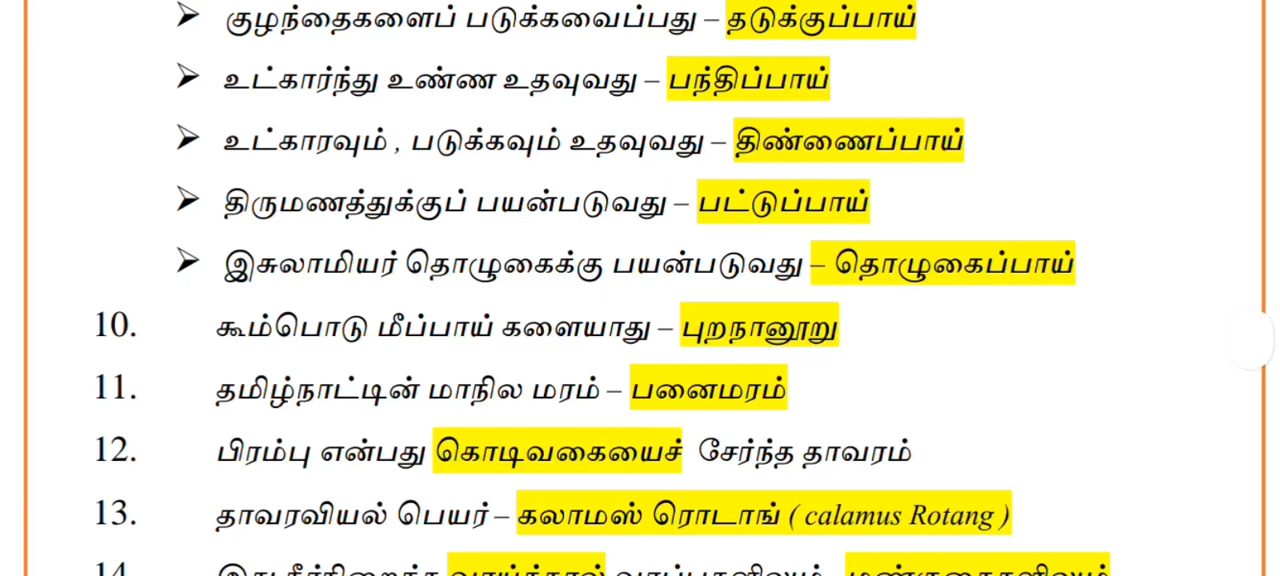 ➢ குழந்தைகளைப் படுக்கவைப்பது – தடுக்குப்பாய்
➢ உட்கார்ந்து உண்ண உதவுவது – பந்திப்பாய்
➢ உட்காரவும் , படுக்கவும் உதவுவது – திண்ணைப்பாய்
➢ திருமணத்துக்குப் பயன்படுவது – பட்டுப்பாய்
➢ இசுலாமியர் தொழுகைக்கு பயன்படுவது – தொழுகைப்பாய்
10. கூம்பொடு மீப்பாய் களையாது – புறநானூறு
11. தமிழ்நாட்டின் மாநில மரம் – பனைமரம்
12. பிரம்பு என்பது கொடிவகையைச் சேர்ந்த தாவரம்
13. தாவரவியல் பெயர் – கலாமஸ் ரொடாங் ( calamus Rotang )
14